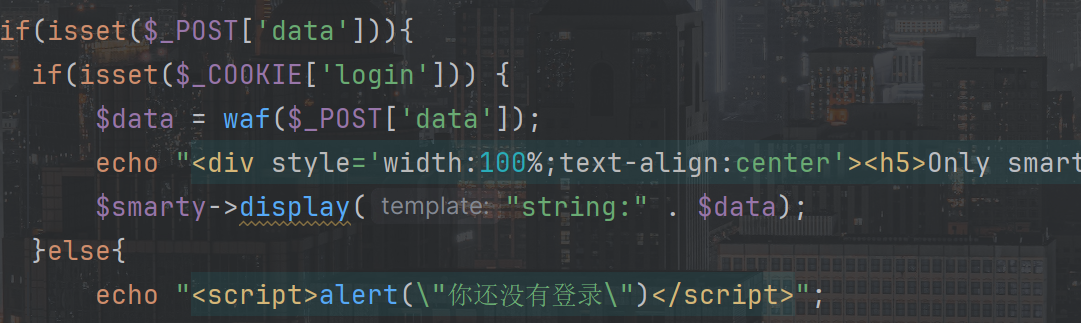 if(isset($_POST['data'])){
if(isset($_COOKIE['login'])) {
$data = waf($_POST['data']);
echo "<div style='width:100%;text-align:center'><h5>Only smart
$smarty->display( template: "string:" . $data);
}else{
echo "<script>alert(\"你还没有登录\")</script>";